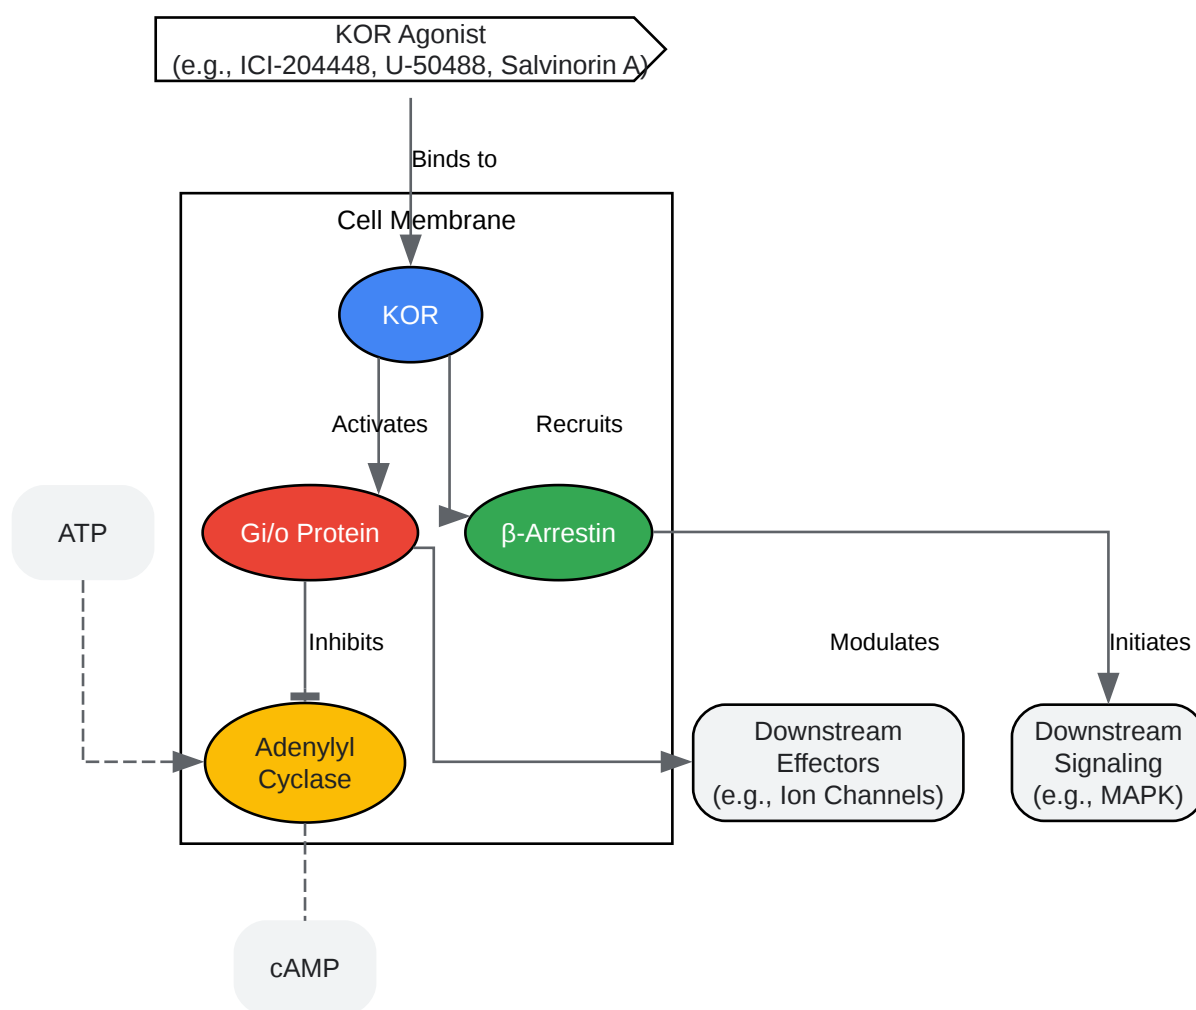 KOR Agonist
(e.g., ICI-204448, U-50488, Salvinorin A)
Binds to
Cell Membrane
KOR
Activates
Recruits
ATP
Gi/o Protein
β-Arrestin
Inhibits
Modulates
Initiates
Adenylyl
Cyclase
Downstream
Effectors
(e.g., Ion Channels)
Downstream
Signaling
(e.g., MAPK)
cAMP